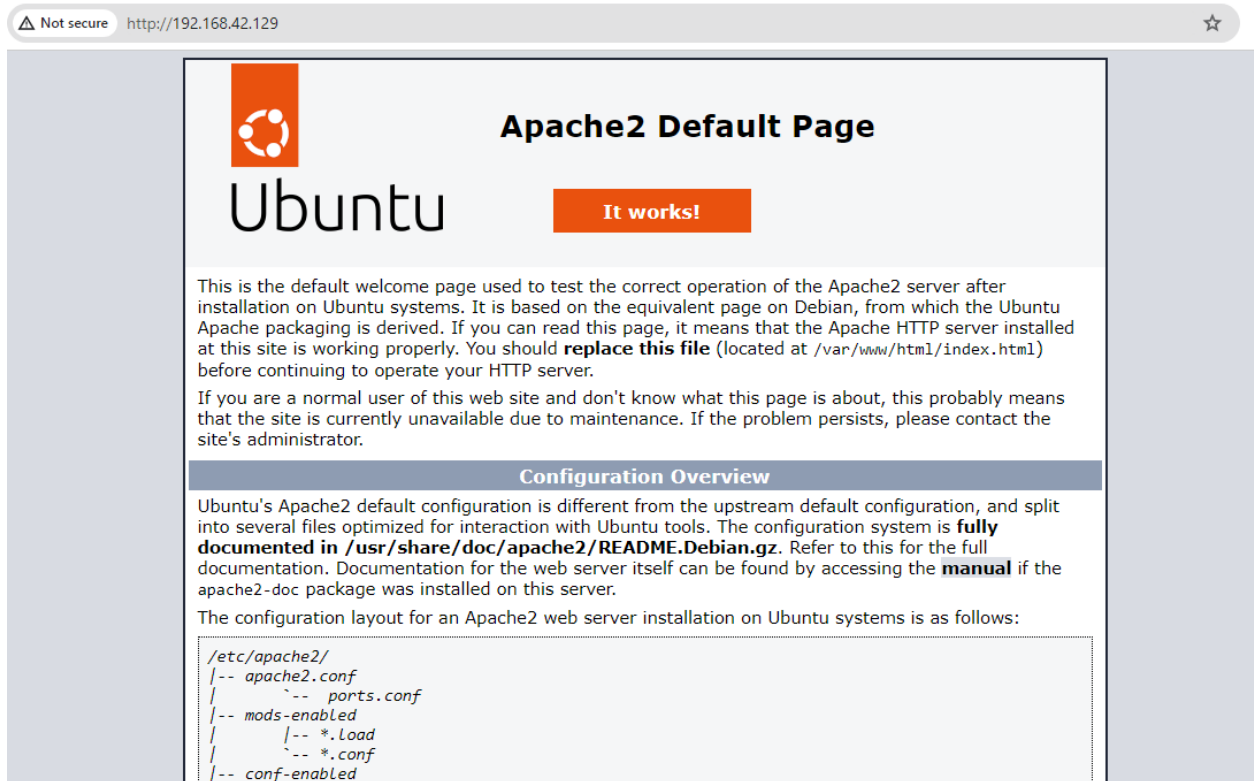 Not secure http://192.168.42.129
Apache2 Default Page
Ubuntu
It works!
This is the default welcome page used to test the correct operation of the Apache2 server after
installation on Ubuntu systems. It is based on the equivalent page on Debian, from which the Ubuntu
Apache packaging is derived. If you can read this page, it means that the Apache HTTP server installed
at this site is working properly. You should replace this file (located at /var/www/html/index.html)
before continuing to operate your HTTP server.
If you are a normal user of this web site and don't know what this page is about, this probably means
that the site is currently unavailable due to maintenance. If the problem persists, please contact the
site's administrator.
Configuration Overview
Ubuntu's Apache2 default configuration is different from the upstream default configuration, and split
into several files optimized for interaction with Ubuntu tools. The configuration system is fully
documented in /usr/share/doc/apache2/README.Debian.gz. Refer to this for the full
documentation. Documentation for the web server itself can be found by accessing the manual if the
apache2-doc package was installed on this server.
The configuration layout for an Apache2 web server installation on Ubuntu systems is as follows:
/etc/apache2/
|-- apache2.conf
|       `--  ports.conf
|-- mods-enabled
|       |-- *.load
|       `-- *.conf
|-- conf-enabled